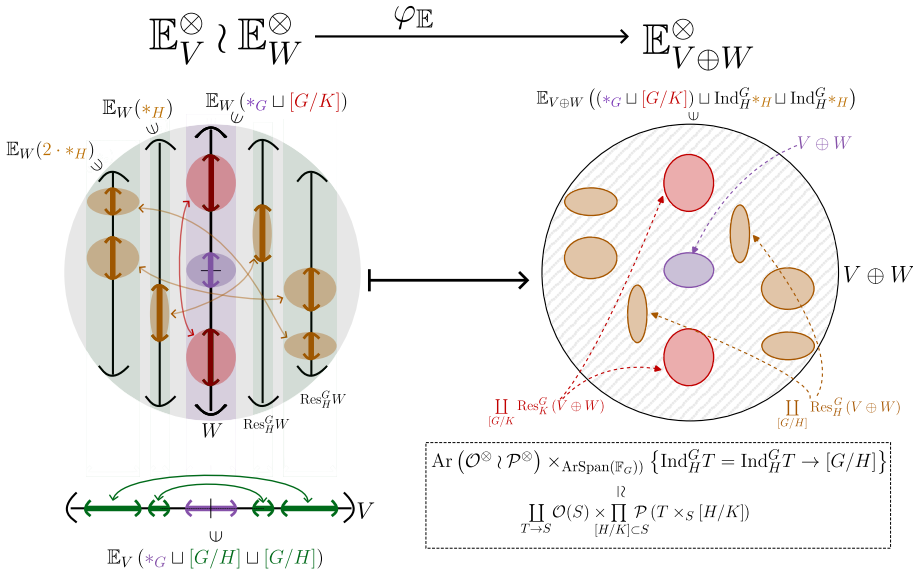 𝔼_V^⊗ ≀ 𝔼_W^⊗ φ_𝔼 𝔼_{V⊕W}^⊗
𝔼_W(*_H) 𝔼_W(*_G ⊔ [G/K])
𝔼_{V⊕W}((*_G ⊔ [G/K]) ⊔ Ind_H^G *_H ⊔ Ind_H^G *_H)
𝔼_W(2 · *_H)
V ⊕ W
V ⊕ W
W
Res_H^G W
Res_H^G W
∐_{[G/K} Res_K^G (V ⊕ W)
∐_{[G/H]} Res_H^G (V ⊕ W)
Ar(𝒪^⊗ ≀ 𝒫^⊗) ×_{ArSpan(𝔽_G))} {Ind_H^G T = Ind_H^G T → [G/H]}
≀∣
∐_{T→S} 𝒪(S) × ∏_{[H/K]⊂S} 𝒫(T ×_S [H/K])
V
𝔼_V(*_G ⊔ [G/H] ⊔ [G/H])